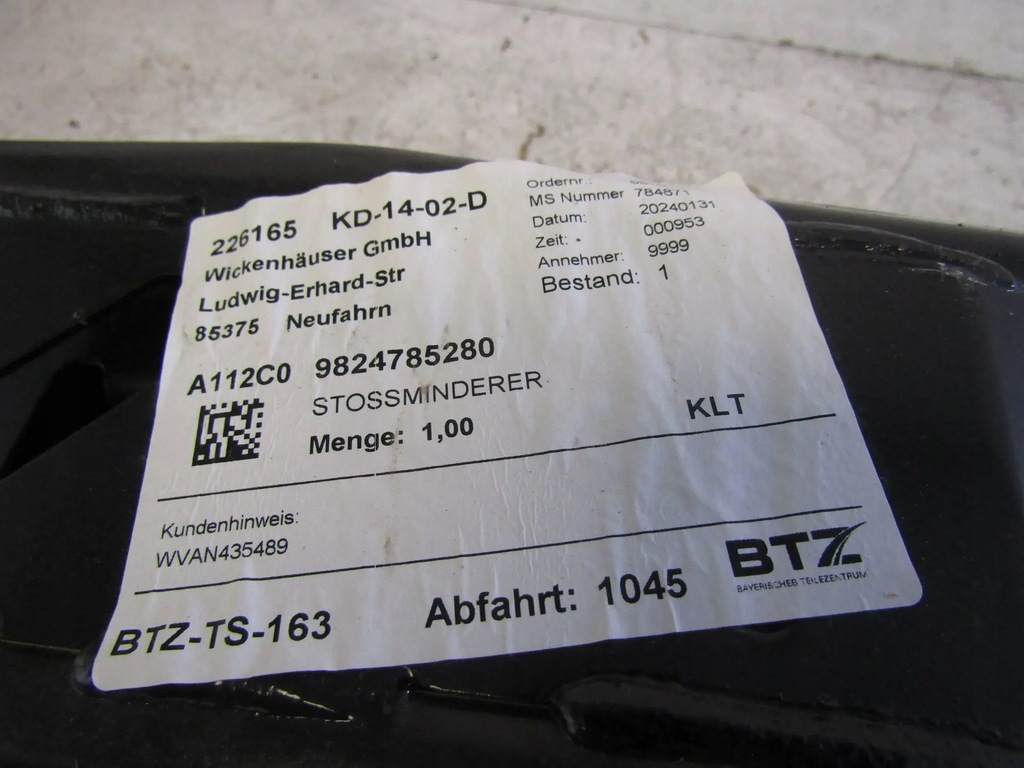 226165 KD-14-02-D
Wickenhäuser GmbH
Ludwig-Erhard-Str
85375 Neufahrn
Ordernr.:
MS Nummer 784871
Datum: 20240131
Zeit: 000953
Annehmer: 9999
Bestand: 1
A112C0 9824785280
STOSSMINDERER
Menge: 1,00
KLT
Kundenhinweis:
WVAN435489
BTZ
BAYERISCHES TEILEZENTRUM
BTZ-TS-163 Abfahrt: 1045